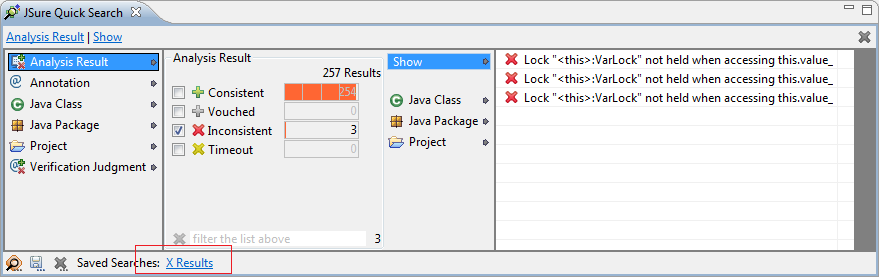 JSure Quick Search
Analysis Result | Show
Analysis Result
Annotation
Java Class
Java Package
Project
Verification Judgment
Analysis Result
257 Results
Consistent 254
Vouched 0
Inconsistent 3
Timeout 0
filter the list above 3
Show
Java Class
Java Package
Project
Lock "<this>:VarLock" not held when accessing this.value_
Lock "<this>:VarLock" not held when accessing this.value_
Lock "<this>:VarLock" not held when accessing this.value_
Saved Searches: X Results